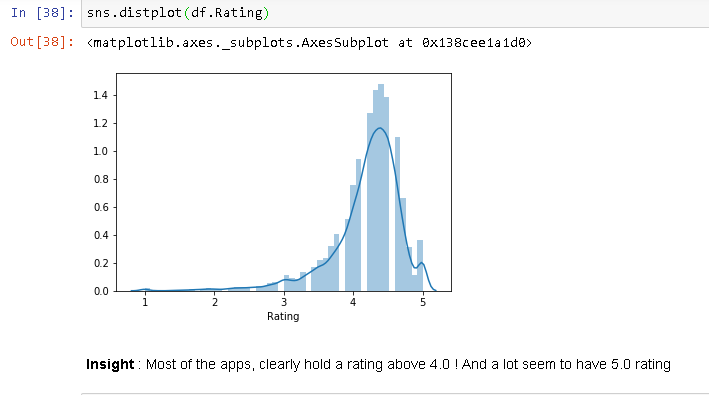 In [38]: sns.distplot(df.Rating)
Out[38]: <matplotlib.axes._subplots.AxesSubplot at 0x138cee1a1d0>
1.4
1.2
1.0
0.8
0.6
0.4
0.2
0.0
1 2 3 4 5
Rating
Insight : Most of the apps, clearly hold a rating above 4.0 ! And a lot seem to have 5.0 rating